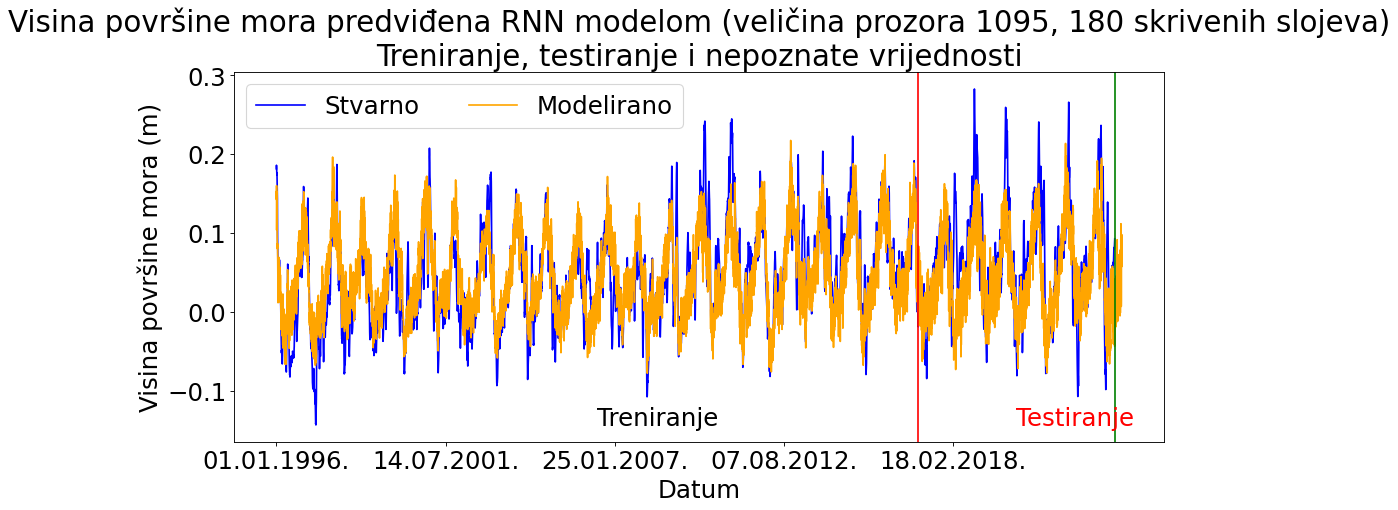 Visina površine mora predviđena RNN modelom (veličina prozora 1095, 180 skrivenih slojeva)
Treniranje, testiranje i nepoznate vrijednosti
Stvarno
Modelirano
Visina površine mora (m)
0.3
0.2
0.1
0.0
−0.1
Treniranje
Testiranje
01.01.1996.
14.07.2001.
25.01.2007.
07.08.2012.
18.02.2018.
Datum